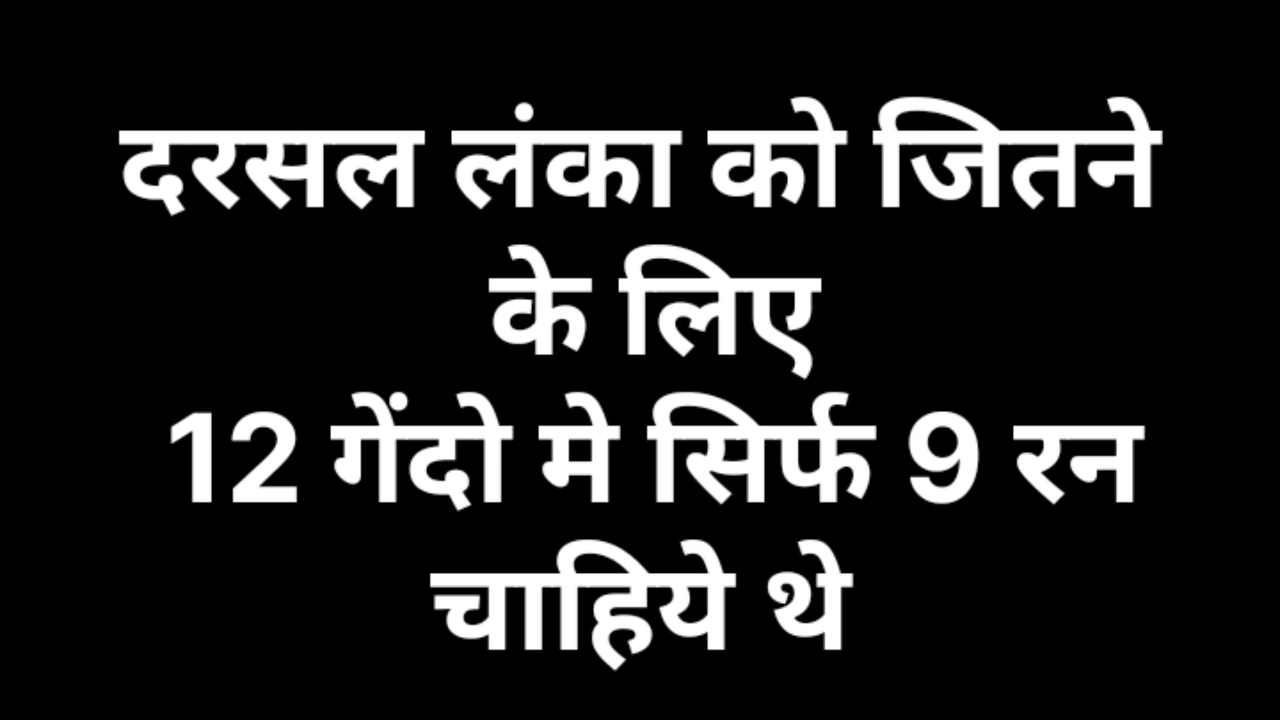 दरसल लंका को जितने
के लिए
12 गेंदो मे सिर्फ 9 रन
चाहिये थे